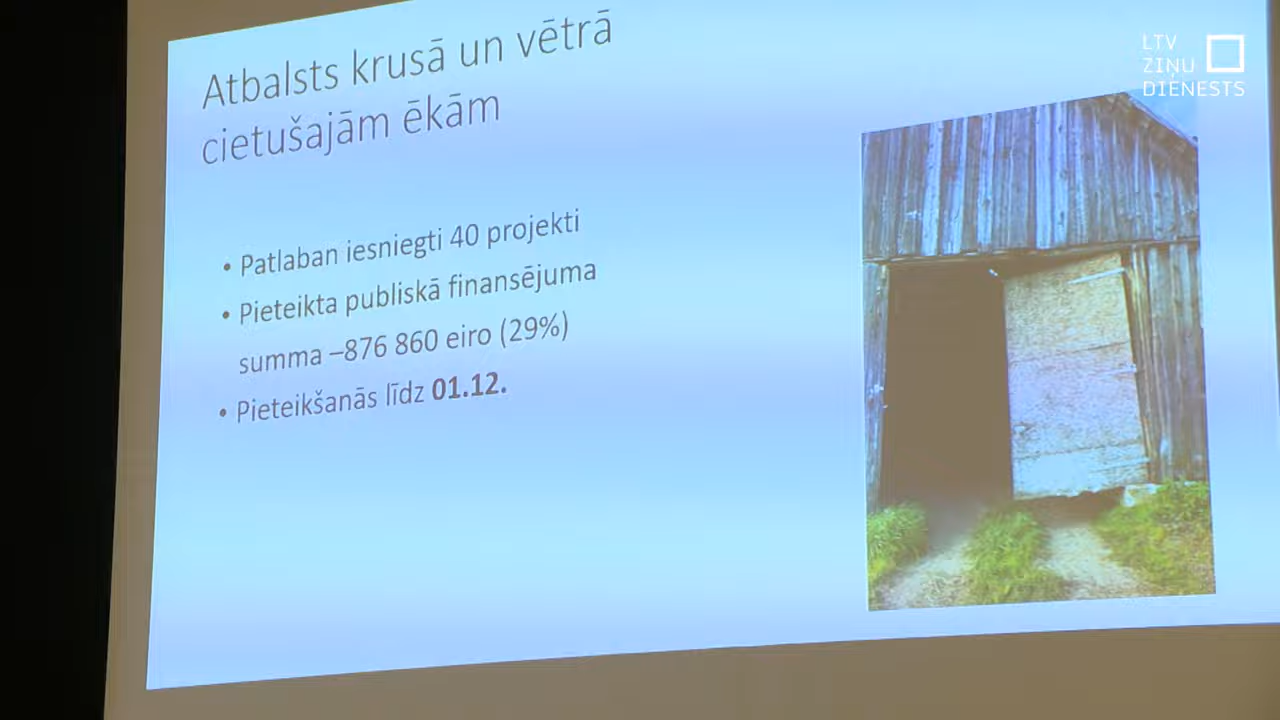 Atbalsts krusā un vētrā
cietušajām ēkām
• Patlaban iesniegti 40 projekti
• Pieteikta publiskā finansējuma
summa –876 860 eiro (29%)
• Pieteikšanās līdz 01.12.
LTV
ZIŅU
DIENESTS